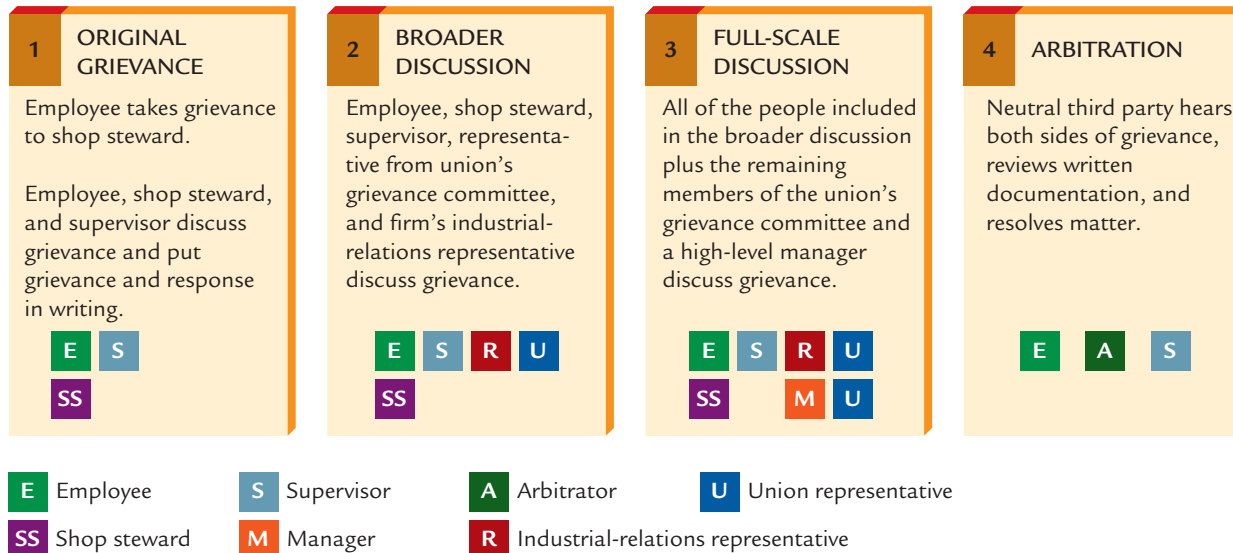 1
ORIGINAL
GRIEVANCE
Employee takes grievance
to shop steward.
Employee, shop steward,
and supervisor discuss
grievance and put
grievance and response
in writing.
E S
SS
2
BROADER
DISCUSSION
Employee, shop steward,
supervisor, representa-
tive from union's
grievance committee,
and firm's industrial-
relations representative
discuss grievance.
E S R U
SS
3
FULL-SCALE
DISCUSSION
All of the people included
in the broader discussion
plus the remaining
members of the union's
grievance committee and
a high-level manager
discuss grievance.
E S R U
SS M U
4
ARBITRATION
Neutral third party hears
both sides of grievance,
reviews written
documentation, and
resolves matter.
E A S
E Employee S Supervisor A Arbitrator U Union representative
SS Shop steward M Manager R Industrial-relations representative